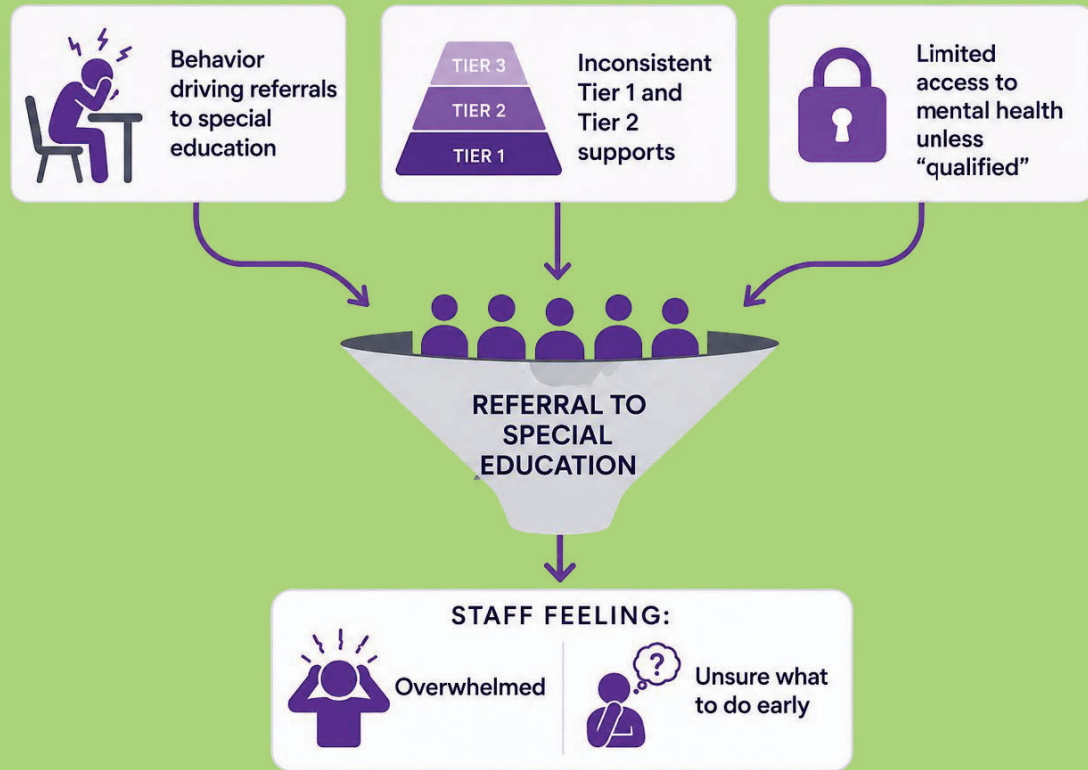 Behavior
driving referrals
to special
education
TIER 3
TIER 2
TIER 1
Inconsistent
Tier 1 and
Tier 2
supports
Limited
access to
mental health
unless
“qualified”
REFERRAL TO
SPECIAL
EDUCATION
STAFF FEELING:
Overwhelmed
?
Unsure what
to do early